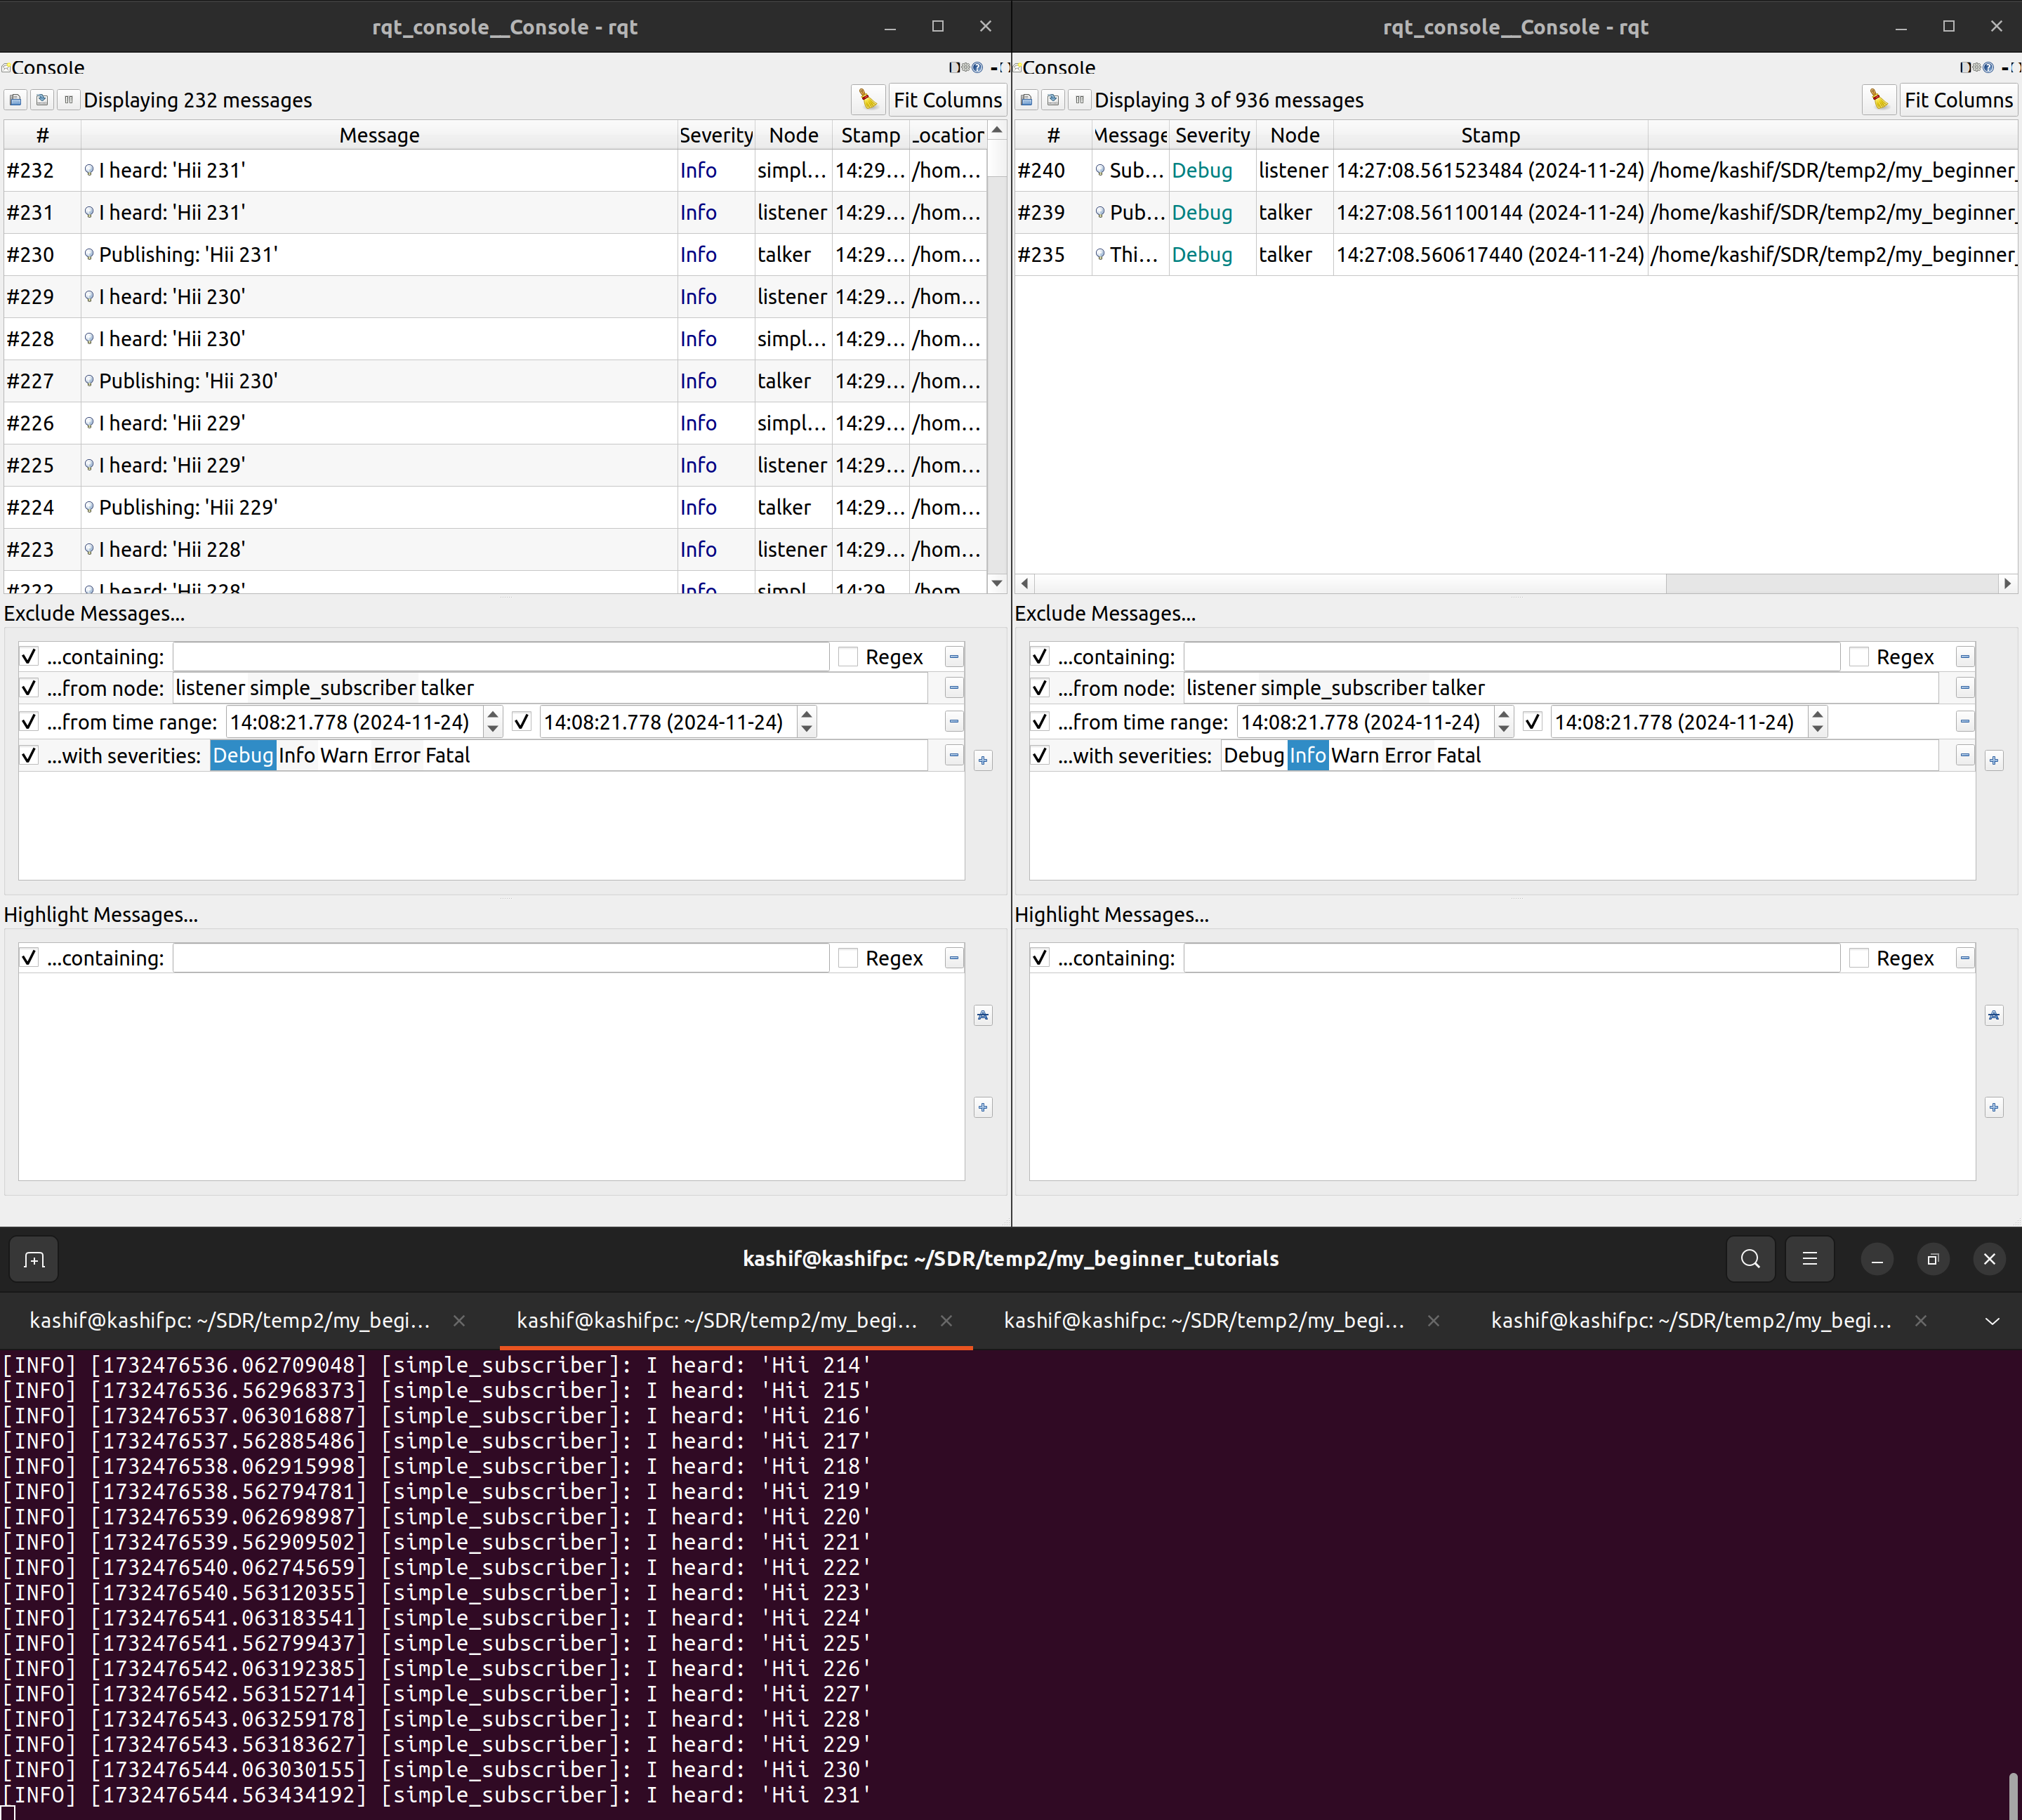 rqt_console__Console - rqt
Console
Displaying 232 messages Fit Columns
# Message Severity Node Stamp Location
#232 I heard: 'Hii 231' Info simpl... 14:29... /hom...
#231 I heard: 'Hii 231' Info listener 14:29... /hom...
#230 Publishing: 'Hii 231' Info talker 14:29... /hom...
#229 I heard: 'Hii 230' Info listener 14:29... /hom...
#228 I heard: 'Hii 230' Info simpl... 14:29... /hom...
#227 Publishing: 'Hii 230' Info talker 14:29... /hom...
#226 I heard: 'Hii 229' Info simpl... 14:29... /hom...
#225 I heard: 'Hii 229' Info listener 14:29... /hom...
#224 Publishing: 'Hii 229' Info talker 14:29... /hom...
#223 I heard: 'Hii 228' Info listener 14:29... /hom...
#222 I heard: 'Hii 228' Info simpl... 14:29... /hom...
Exclude Messages...
...containing: Regex
...from node: listener simple_subscriber talker
...from time range: 14:08:21.778 (2024-11-24) 14:08:21.778 (2024-11-24)
...with severities: Debug Info Warn Error Fatal
Highlight Messages...
...containing: Regex
rqt_console__Console - rqt
Console
Displaying 3 of 936 messages Fit Columns
# Message Severity Node Stamp
#240 Sub... Debug listener 14:27:08.561523484 (2024-11-24) /home/kashif/SDR/temp2/my_beginner_
#239 Pub... Debug talker 14:27:08.561100144 (2024-11-24) /home/kashif/SDR/temp2/my_beginner_
#235 Thi... Debug talker 14:27:08.560617440 (2024-11-24) /home/kashif/SDR/temp2/my_beginner_
Exclude Messages...
...containing: Regex
...from node: listener simple_subscriber talker
...from time range: 14:08:21.778 (2024-11-24) 14:08:21.778 (2024-11-24)
...with severities: Debug Info Warn Error Fatal
Highlight Messages...
...containing: Regex
kashif@kashifpc: ~/SDR/temp2/my_beginner_tutorials
kashif@kashifpc: ~/SDR/temp2/my_begi... kashif@kashifpc: ~/SDR/temp2/my_begi... kashif@kashifpc: ~/SDR/temp2/my_begi... kashif@kashifpc: ~/SDR/temp2/my_begi...
[INFO] [1732476536.062709048] [simple_subscriber]: I heard: 'Hii 214'
[INFO] [1732476536.562968373] [simple_subscriber]: I heard: 'Hii 215'
[INFO] [1732476537.063016887] [simple_subscriber]: I heard: 'Hii 216'
[INFO] [1732476537.562885486] [simple_subscriber]: I heard: 'Hii 217'
[INFO] [1732476538.062915998] [simple_subscriber]: I heard: 'Hii 218'
[INFO] [1732476538.562794781] [simple_subscriber]: I heard: 'Hii 219'
[INFO] [1732476539.062698987] [simple_subscriber]: I heard: 'Hii 220'
[INFO] [1732476539.562909502] [simple_subscriber]: I heard: 'Hii 221'
[INFO] [1732476540.062745659] [simple_subscriber]: I heard: 'Hii 222'
[INFO] [1732476540.563120355] [simple_subscriber]: I heard: 'Hii 223'
[INFO] [1732476541.063183541] [simple_subscriber]: I heard: 'Hii 224'
[INFO] [1732476541.562799437] [simple_subscriber]: I heard: 'Hii 225'
[INFO] [1732476542.063192385] [simple_subscriber]: I heard: 'Hii 226'
[INFO] [1732476542.563152714] [simple_subscriber]: I heard: 'Hii 227'
[INFO] [1732476543.063259178] [simple_subscriber]: I heard: 'Hii 228'
[INFO] [1732476543.563183627] [simple_subscriber]: I heard: 'Hii 229'
[INFO] [1732476544.063030155] [simple_subscriber]: I heard: 'Hii 230'
[INFO] [1732476544.563434192] [simple_subscriber]: I heard: 'Hii 231'